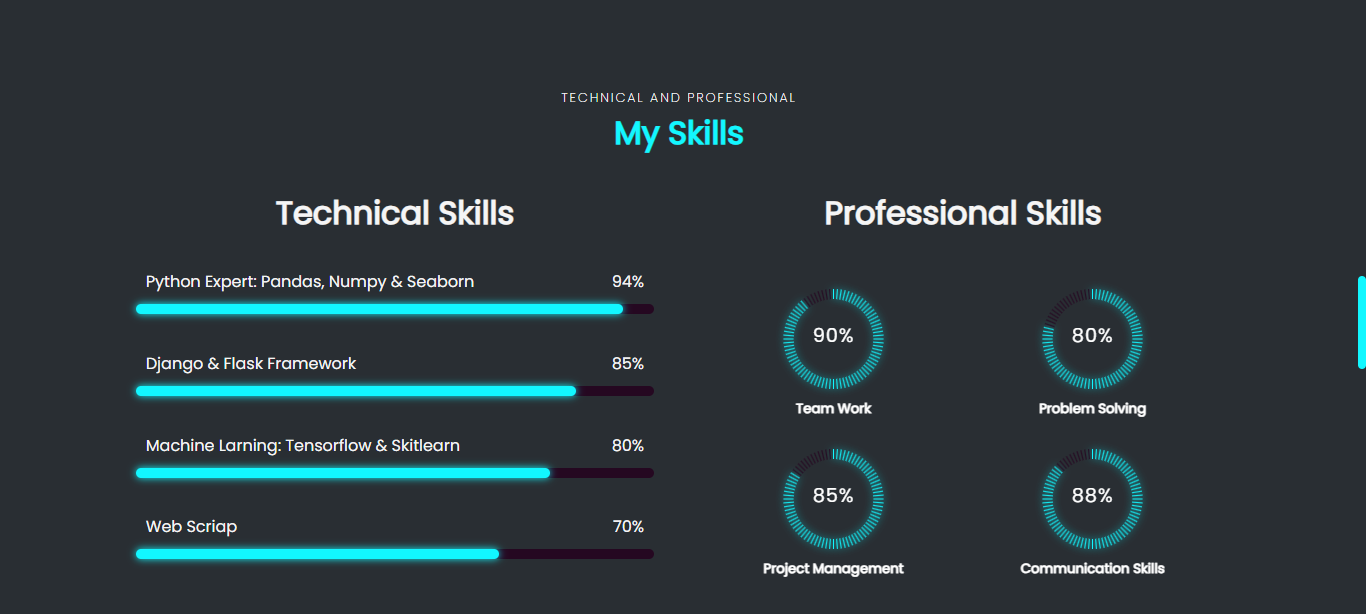 TECHNICAL AND PROFESSIONAL
My Skills
Technical Skills
Python Expert: Pandas, Numpy & Seaborn 94%
Django & Flask Framework 85%
Machine Larning: Tensorflow & Skitlearn 80%
Web Scriap 70%
Professional Skills
90% 80%
Team Work Problem Solving
85% 88%
Project Management Communication Skills